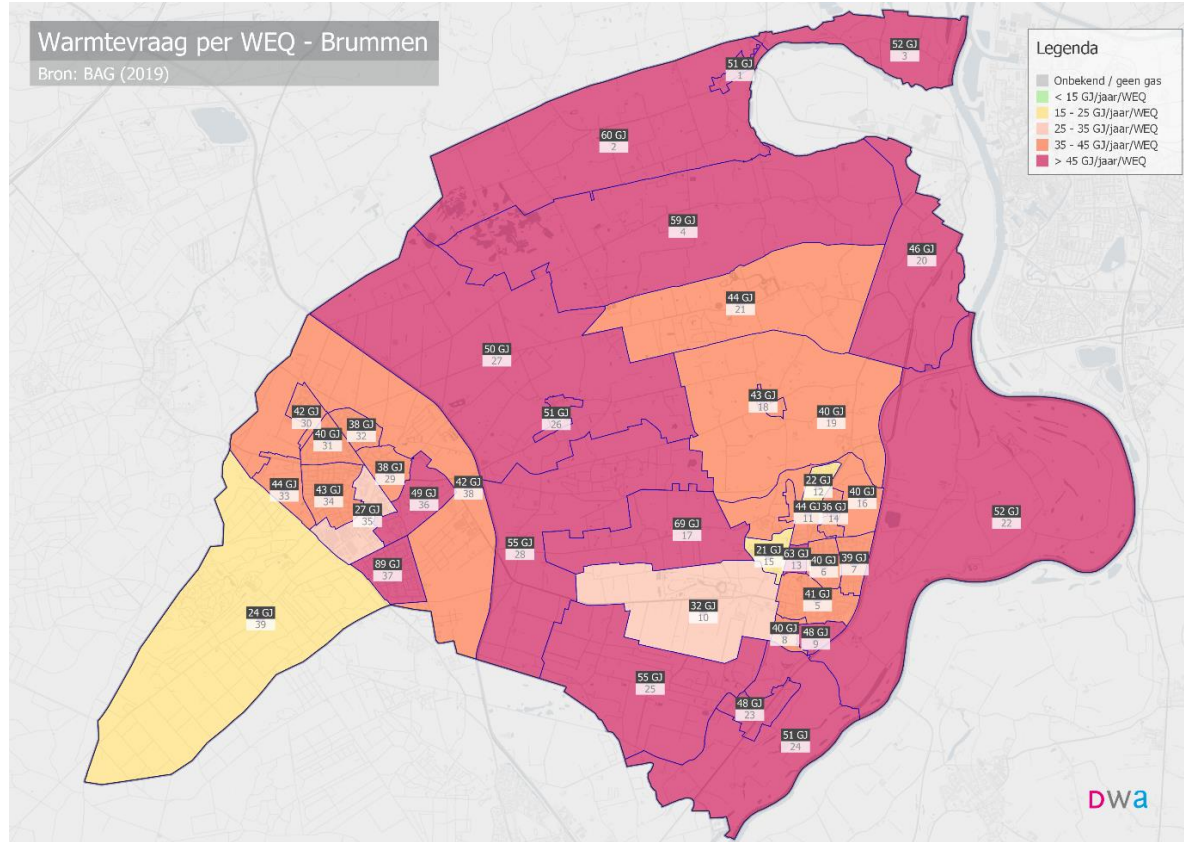 Warmtevraag per WEQ - Brummen
Bron: BAG (2019)
Legenda
Onbekend / geen gas
< 15 GJ/jaar/WEQ
15 - 25 GJ/jaar/WEQ
25 - 35 GJ/jaar/WEQ
35 - 45 GJ/jaar/WEQ
> 45 GJ/jaar/WEQ
52 GJ
3
51 GJ
1
60 GJ
2
59 GJ
4
46 GJ
20
44 GJ
21
50 GJ
27
43 GJ
18
40 GJ
19
51 GJ
26
42 GJ
30
38 GJ
32
40 GJ
31
38 GJ
29
44 GJ
33
43 GJ
34
49 GJ
36
42 GJ
38
27 GJ
35
22 GJ
12
40 GJ
16
44 GJ
11
36 GJ
14
52 GJ
22
69 GJ
17
55 GJ
28
21 GJ
15
63 GJ
13
40 GJ
6
39 GJ
7
89 GJ
37
41 GJ
5
24 GJ
39
32 GJ
10
40 GJ
8
48 GJ
9
55 GJ
25
48 GJ
23
51 GJ
24
DWa